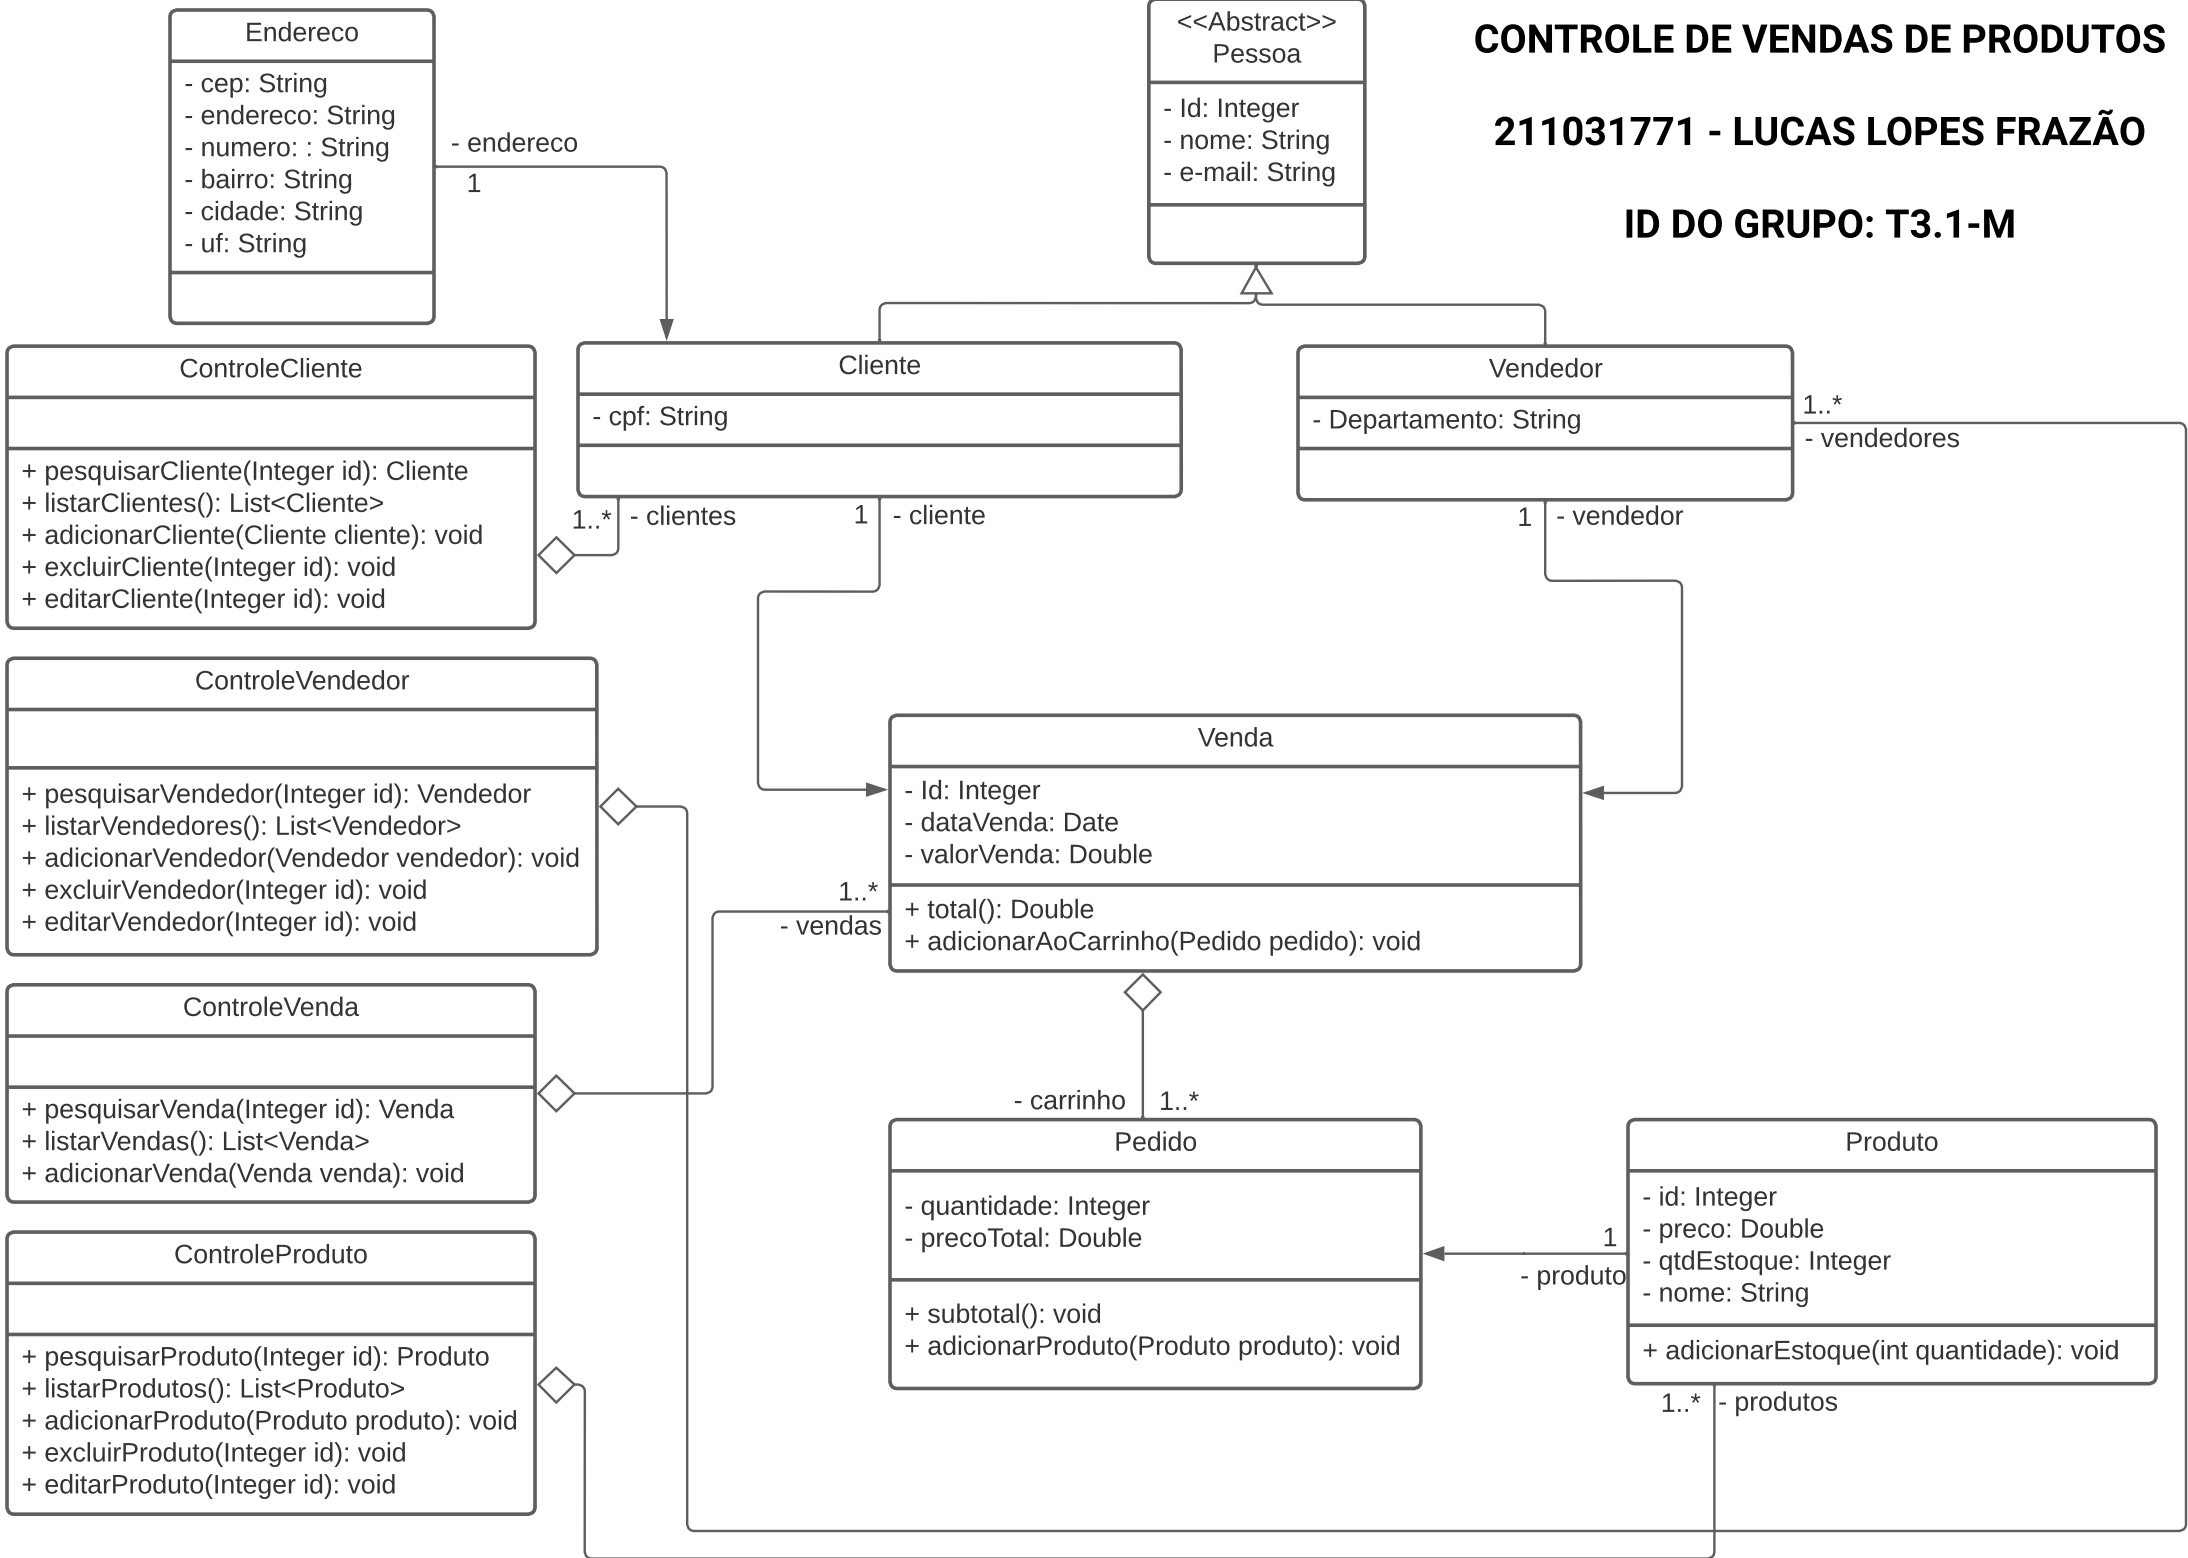 CONTROLE DE VENDAS DE PRODUTOS
211031771 - LUCAS LOPES FRAZÃO
ID DO GRUPO: T3.1-M
Endereco
- cep: String
- endereco: String
- numero: : String
- bairro: String
- cidade: String
- uf: String
- endereco
1
<<Abstract>>
Pessoa
- Id: Integer
- nome: String
- e-mail: String
ControleCliente
+ pesquisarCliente(Integer id): Cliente
+ listarClientes(): List<Cliente>
+ adicionarCliente(Cliente cliente): void
+ excluirCliente(Integer id): void
+ editarCliente(Integer id): void
Cliente
- cpf: String
1..*
- clientes
1
- cliente
Vendedor
- Departamento: String
1..*
- vendedores
1
- vendedor
ControleVendedor
+ pesquisarVendedor(Integer id): Vendedor
+ listarVendedores(): List<Vendedor>
+ adicionarVendedor(Vendedor vendedor): void
+ excluirVendedor(Integer id): void
+ editarVendedor(Integer id): void
Venda
- Id: Integer
- dataVenda: Date
- valorVenda: Double
+ total(): Double
+ adicionarAoCarrinho(Pedido pedido): void
1..*
- vendas
ControleVenda
+ pesquisarVenda(Integer id): Venda
+ listarVendas(): List<Venda>
+ adicionarVenda(Venda venda): void
- carrinho
1..*
Pedido
- quantidade: Integer
- precoTotal: Double
+ subtotal(): void
+ adicionarProduto(Produto produto): void
1
- produto
Produto
- id: Integer
- preco: Double
- qtdEstoque: Integer
- nome: String
+ adicionarEstoque(int quantidade): void
1..*
- produtos
ControleProduto
+ pesquisarProduto(Integer id): Produto
+ listarProdutos(): List<Produto>
+ adicionarProduto(Produto produto): void
+ excluirProduto(Integer id): void
+ editarProduto(Integer id): void